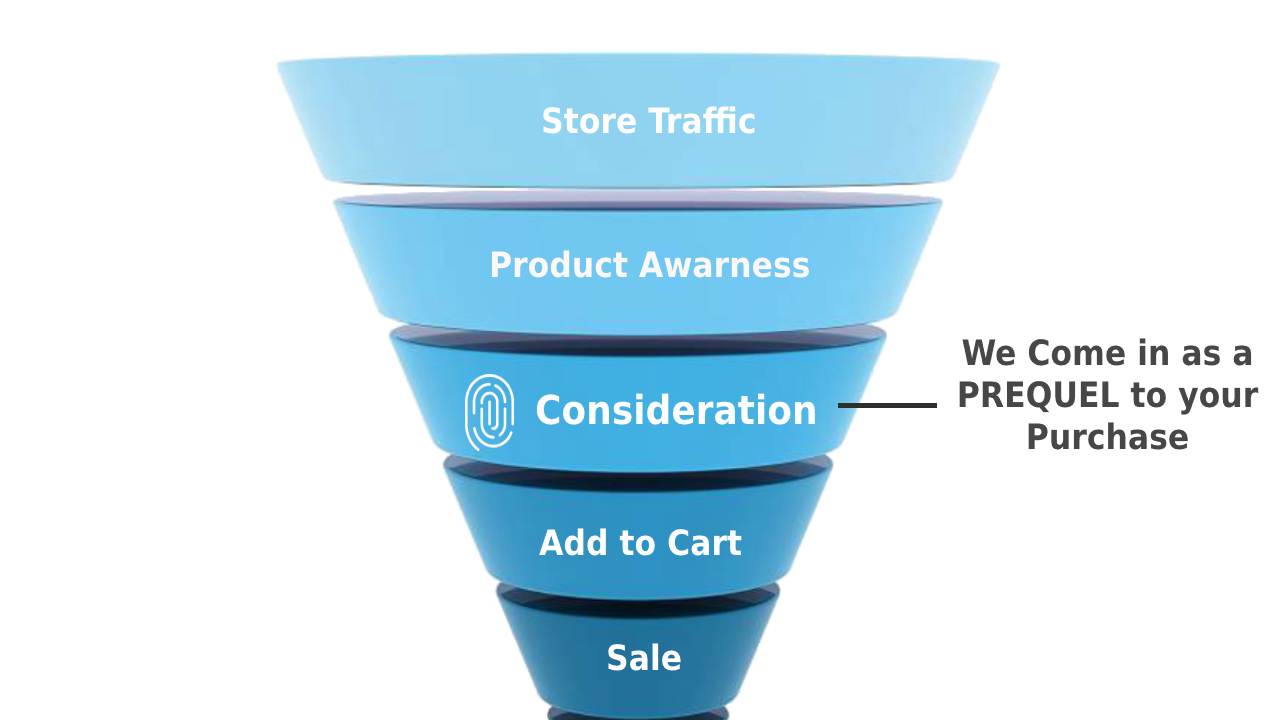 Store Traffic
Product Awarness
Consideration
We Come in as a
PREQUEL to your
Purchase
Add to Cart
Sale